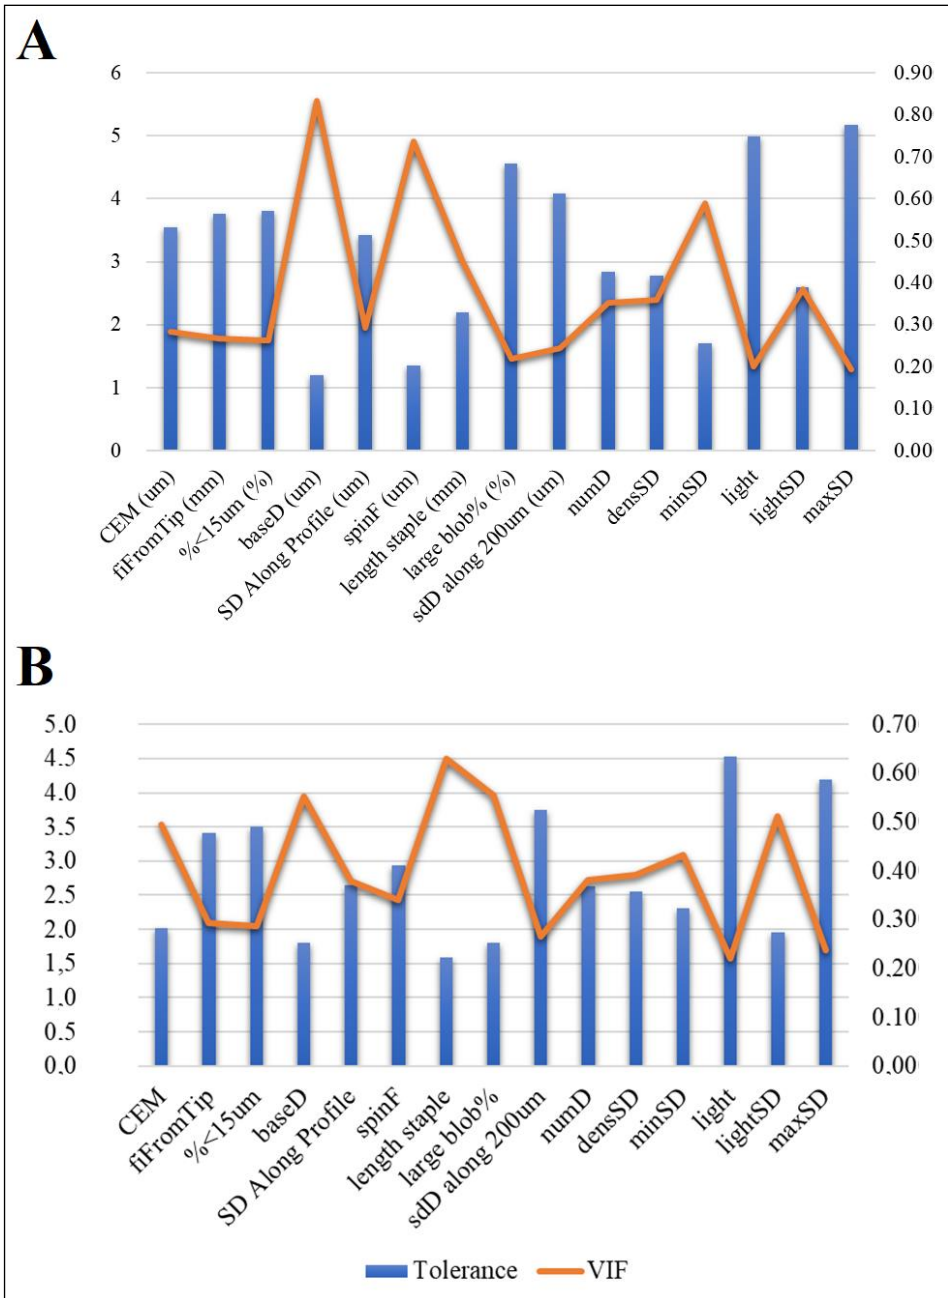 A
6 0.90
0.80
5 0.70
4 0.60
0.50
3 0.40
2 0.30
0.20
1 0.10
0 0.00
CEM (um)
fiFromTip (mm)
%<15um (%)
baseD (um)
SD Along Profile (um)
spinF (um)
length staple (mm)
large blob% (%)
sdD along 200um (um)
numD
densSD
minSD
light
lightSD
maxSD
B
5.0 0.70
4.5 0.60
4.0
3.5 0.50
3.0 0.40
2.5
2.0 0.30
1.5 0.20
1.0
0.5 0.10
0.0 0.00
CEM
fiFromTip
%<15um
baseD
SD Along Profile
spinF
length staple
large blob%
sdD along 200um
numD
densSD
minSD
light
lightSD
maxSD
Tolerance VIF